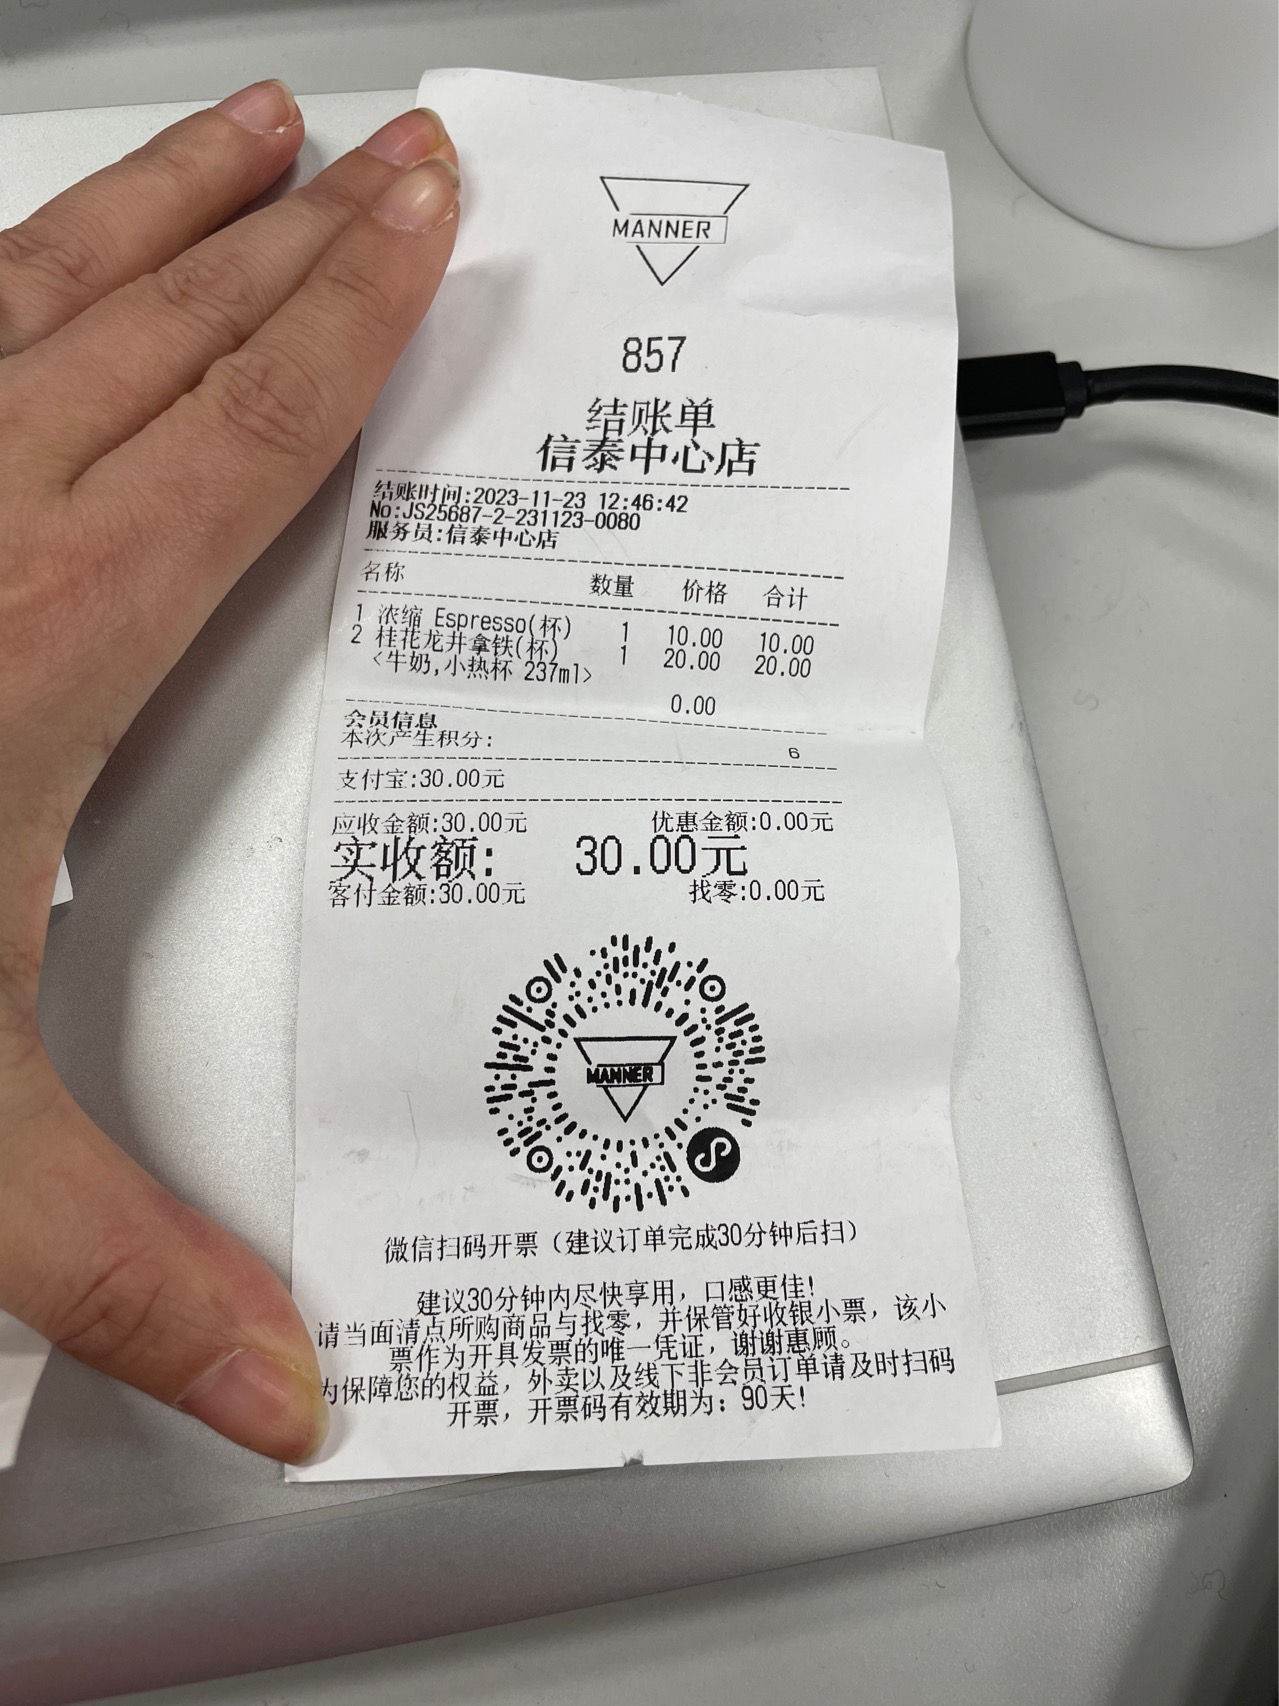 MANNER
857
结账单
信泰中心店
结账时间:2023-11-23 12:46:42
No:JS25687-2-231123-0080
服务员:信泰中心店
名称 数量 价格 合计
1 浓缩 Espresso(杯) 1 10.00 10.00
2 桂花龙井拿铁(杯) 1 20.00 20.00
<牛奶,小热杯 237ml>
0.00
会员信息
本次产生积分: 6
支付宝:30.00元
应收金额:30.00元 优惠金额:0.00元
实收额: 30.00元
客付金额:30.00元 找零:0.00元
MANNER
微信扫码开票（建议订单完成30分钟后扫）
建议30分钟内尽快享用，口感更佳！
请当面清点所购商品与找零，并保管好收银小票，该小
票作为开具发票的唯一凭证，谢谢惠顾。
为保障您的权益，外卖以及线下非会员订单请及时扫码
开票，开票码有效期为：90天！